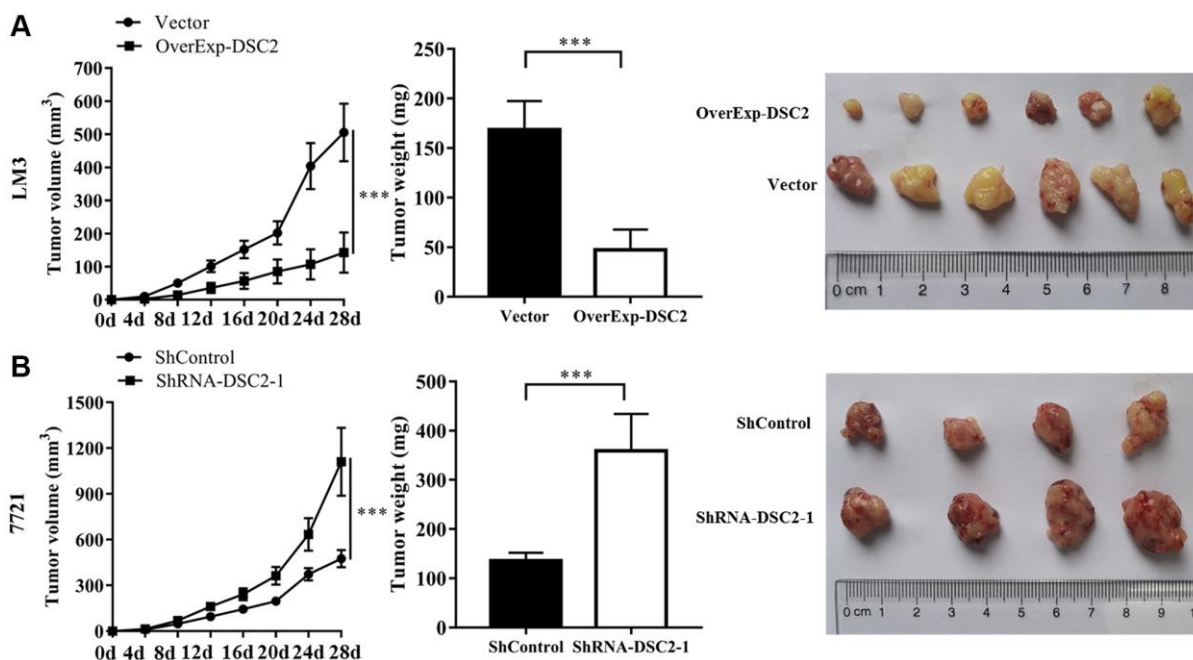 A
Vector
OverExp-DSC2
LM3
Tumor volume (mm3)
700
600
500
400
300
200
100
0
0d 4d 8d 12d 16d 20d 24d 28d
***
Tumor weight (mg)
250
200
150
100
50
0
***
Vector OverExp-DSC2
OverExp-DSC2
Vector
0 cm 1 2 3 4 5 6 7 8
B
ShControl
ShRNA-DSC2-1
7721
Tumor volume (mm3)
1500
1200
900
600
300
0
0d 4d 8d 12d 16d 20d 24d 28d
***
Tumor weight (mg)
500
400
300
200
100
0
***
ShControl ShRNA-DSC2-1
ShControl
ShRNA-DSC2-1
0 cm 1 2 3 4 5 6 7 8 9 1